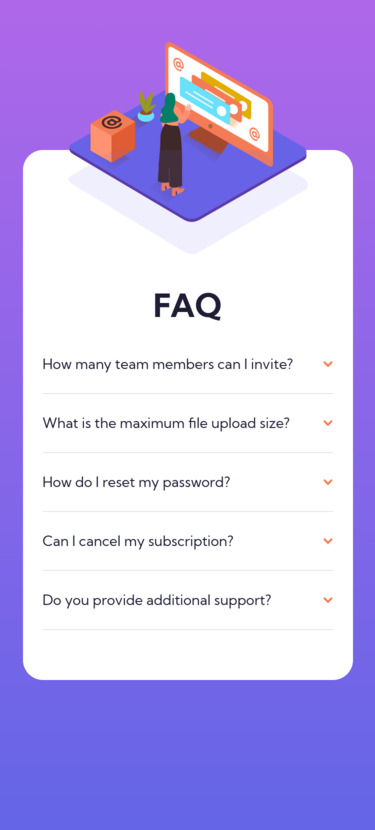 @
@
@
FAQ
How many team members can I invite?
What is the maximum file upload size?
How do I reset my password?
Can I cancel my subscription?
Do you provide additional support?